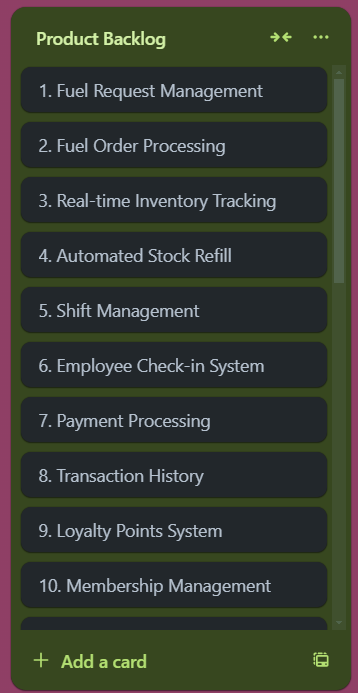 Product Backlog
1. Fuel Request Management
2. Fuel Order Processing
3. Real-time Inventory Tracking
4. Automated Stock Refill
5. Shift Management
6. Employee Check-in System
7. Payment Processing
8. Transaction History
9. Loyalty Points System
10. Membership Management
Add a card